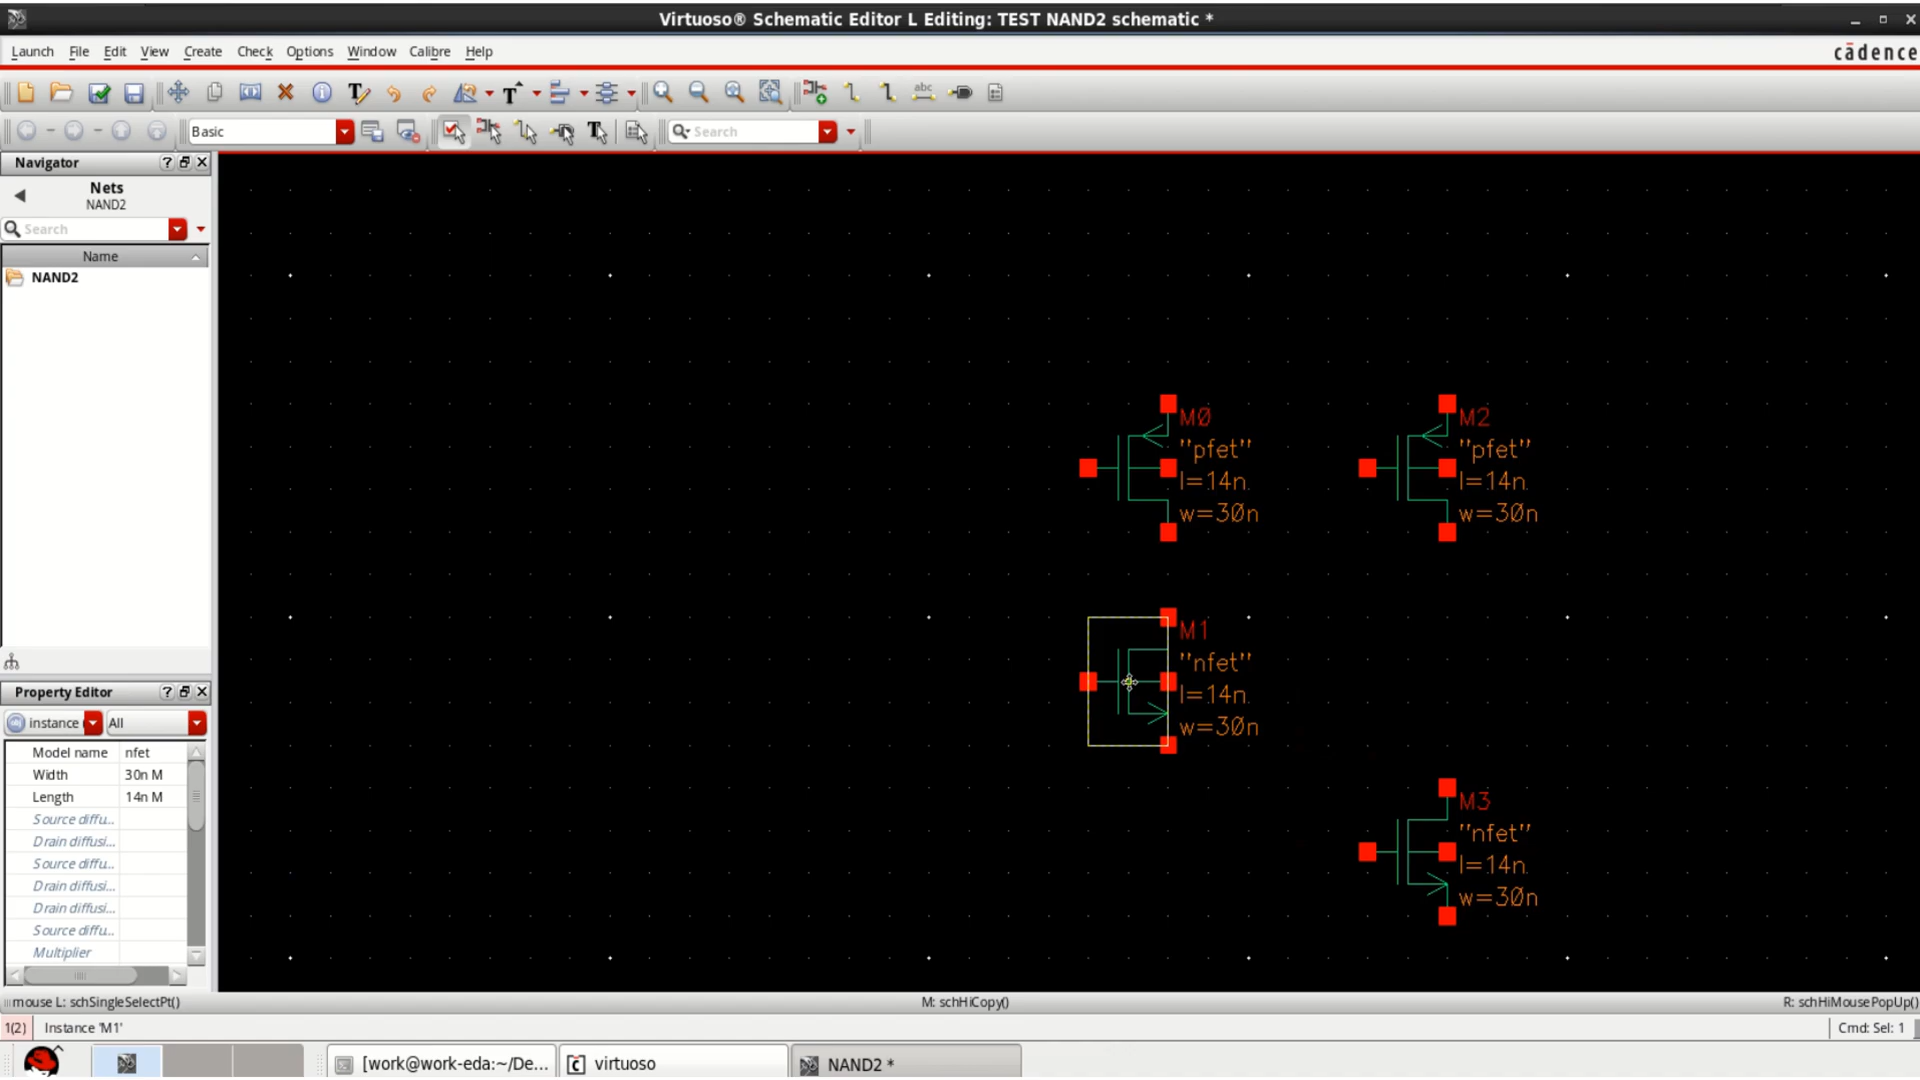 Virtuoso® Schematic Editor L Editing: TEST NAND2 schematic *
Launch File Edit View Create Check Options Window Calibre Help
cādence
abc
Basic
Search
Navigator
Nets
NAND2
Search
Name
NAND2
Property Editor
instance All
Model name nfet
Width 30n M
Length 14n M
Source diffu...
Drain diffusi...
Source diffu...
Drain diffusi...
Drain diffusi...
Source diffu...
Multiplier
M0
"pfet"
l=14n
w=30n
M2
"pfet"
l=14n
w=30n
M1
"nfet"
l=14n
w=30n
M3
"nfet"
l=14n
w=30n
mouse L: schSingleSelectPt() M: schHiCopy() R: schHiMousePopUp()
1(2) Instance 'M1' Cmd: Sel: 1
[work@work-eda:~/De... virtuoso NAND2 *